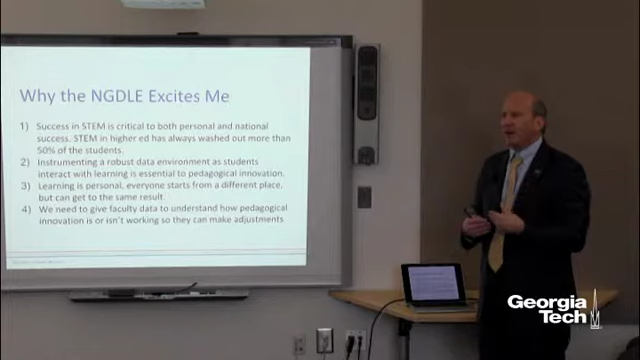 Why the NGDLE Excites Me
1) Success in STEM is critical to both personal and national
success. STEM in higher ed has always washed out more than
50% of the students.
2) Instrumenting a robust data environment as students
interact with learning is essential to pedagogical innovation.
3) Learning is personal, everyone starts from a different place,
but can get to the same result.
4) We need to give faculty data to understand how pedagogical
innovation is or isn't working so they can make adjustments
Georgia
Tech